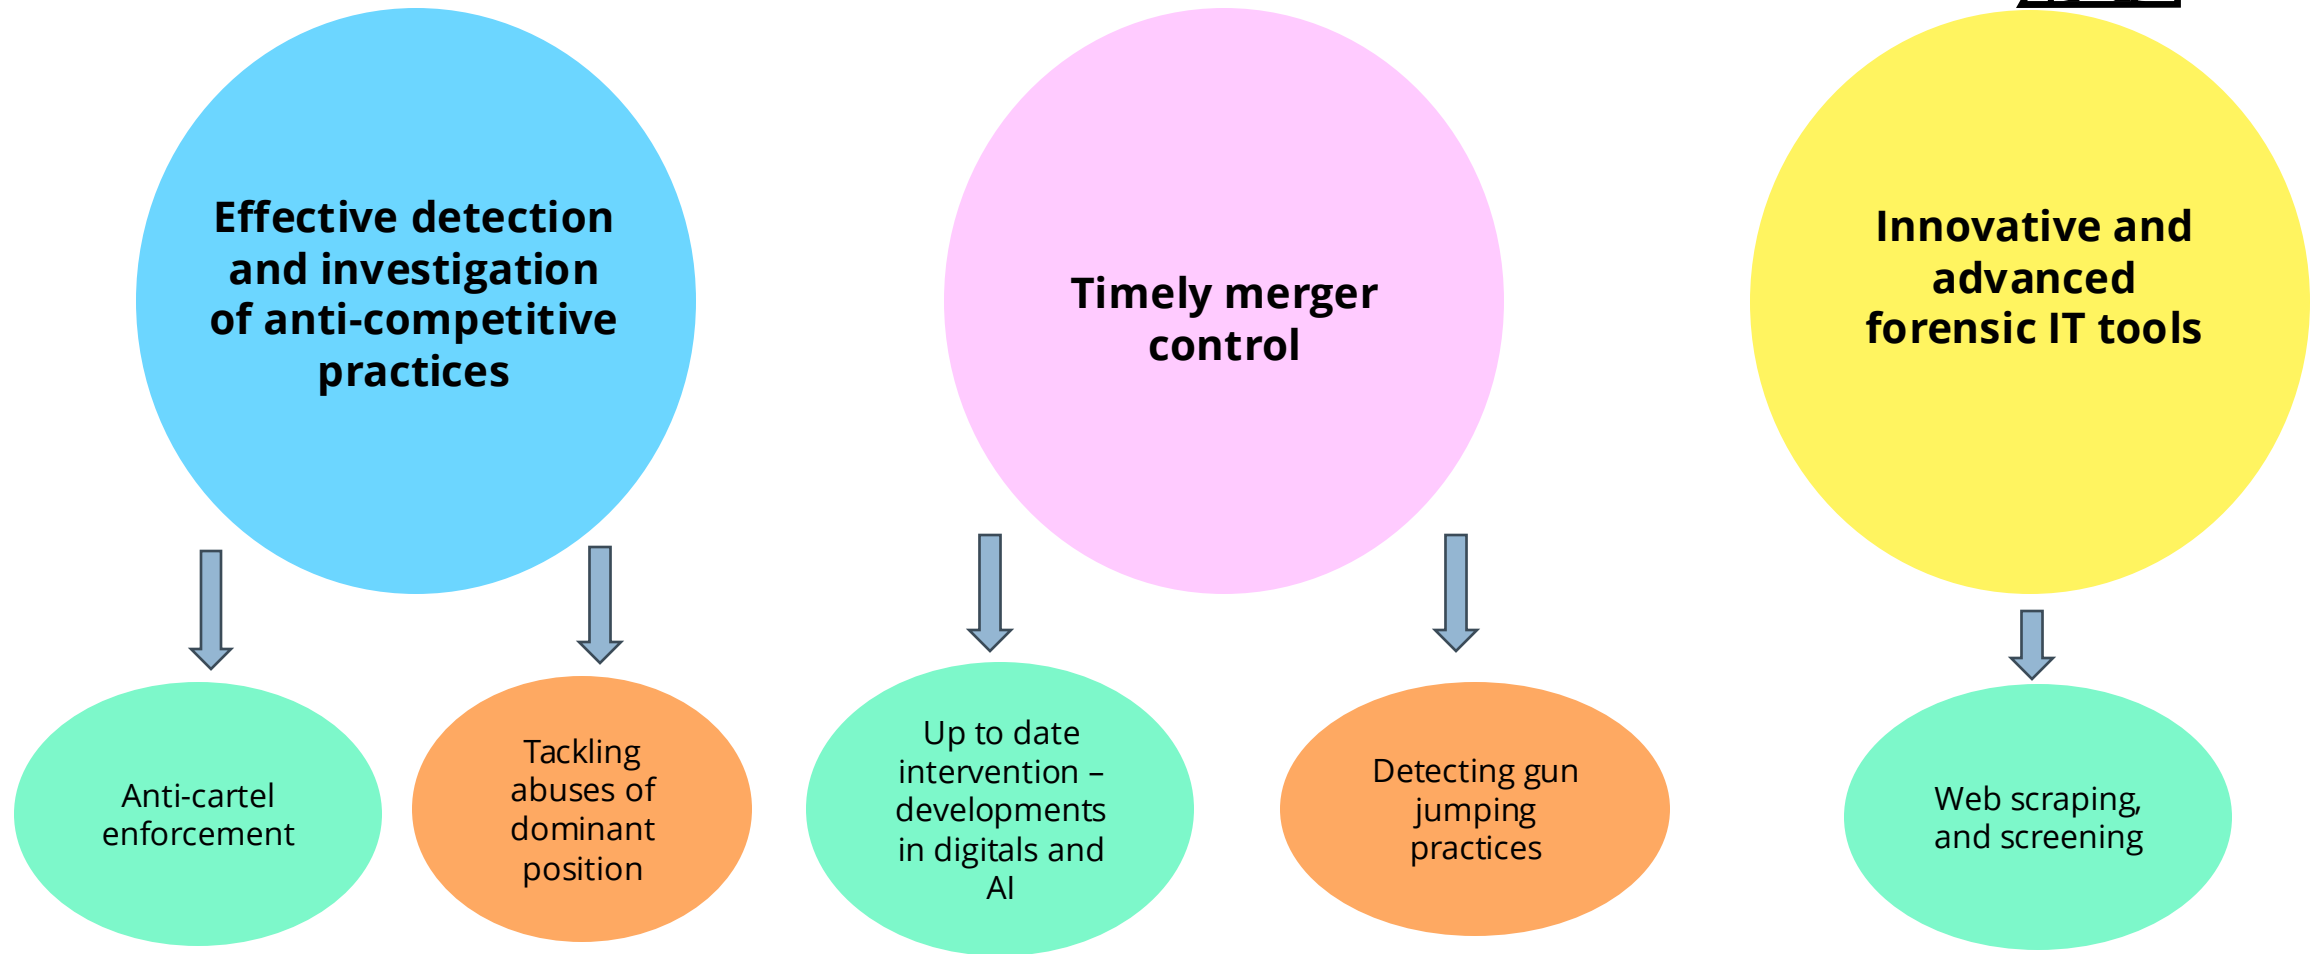 Effective detection
and investigation
of anti-competitive
practices
Timely merger
control
Innovative and
advanced
forensic IT tools
Anti-cartel
enforcement
Tackling
abuses of
dominant
position
Up to date
intervention –
developments
in digitals and
AI
Detecting gun
jumping
practices
Web scraping,
and screening